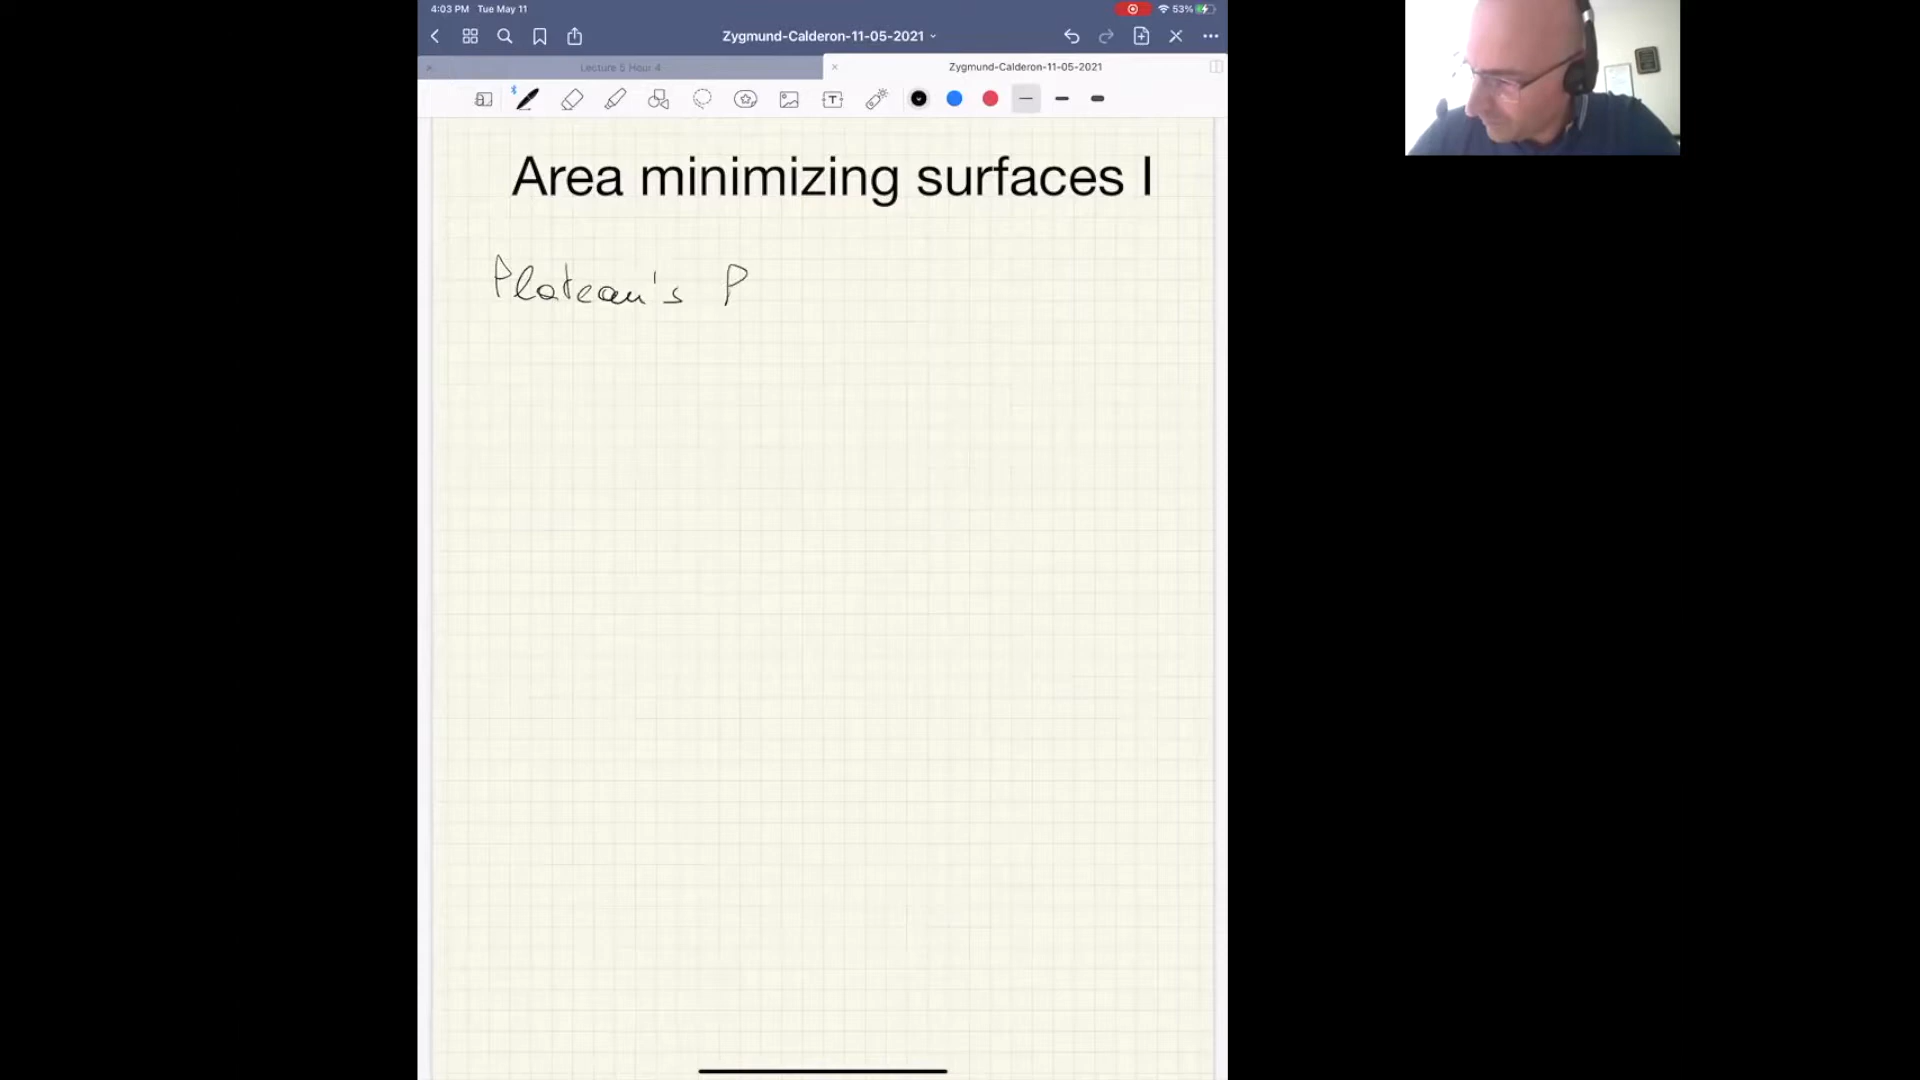 4:03 PM Tue May 11
53%
Zygmund-Calderon-11-05-2021
Lecture 5 Hour 4
Zygmund-Calderon-11-05-2021
T
Area minimizing surfaces I
Plateau's P